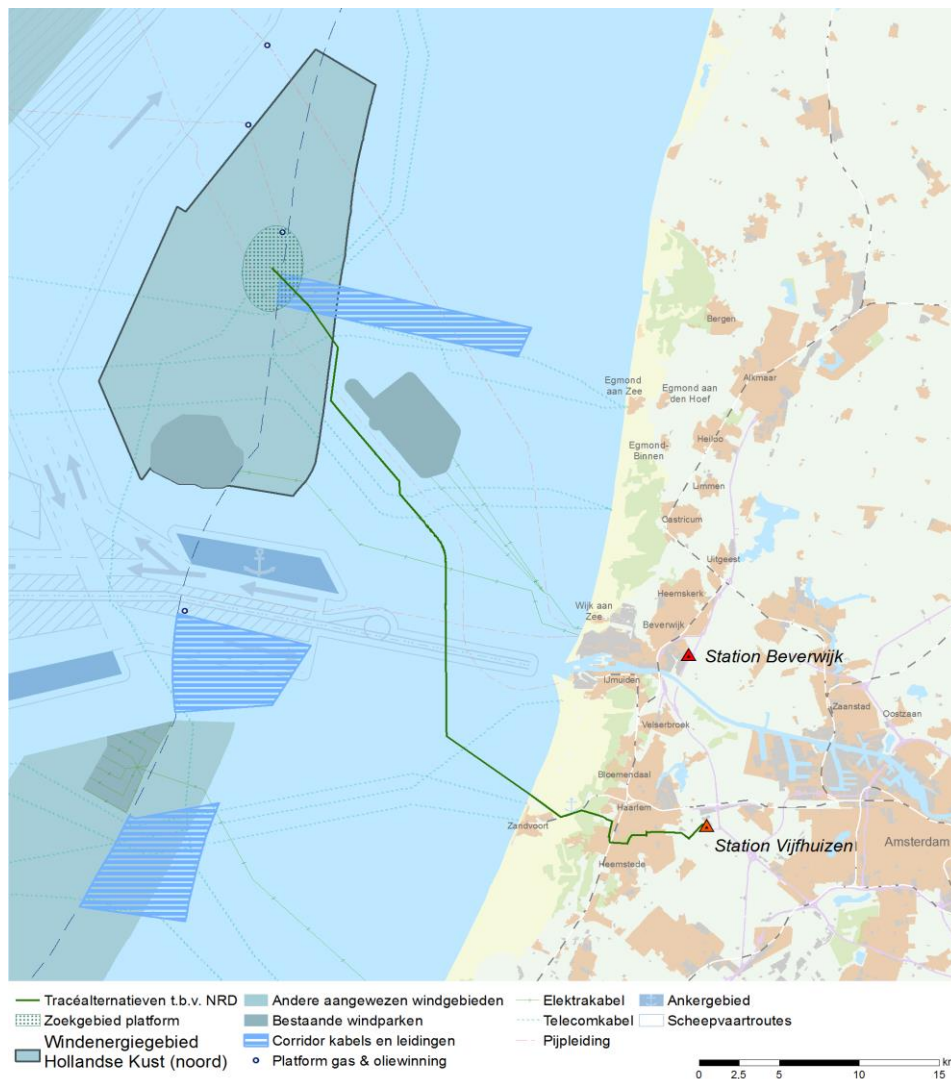 Bergen
Alkmaar
Egmond
aan Zee
Egmond aan
den Hoef
Heiloo
Egmond-
Binnen
Limmen
Castricum
Uitgeest
Heemskerk
Wijk aan
Zee
Beverwijk
Station Beverwijk
IJmuiden
Zaanstad
Oostzaan
Velserbroek
Bloemendaal
Haarlem
Zandvoort
Station Vijfhuizen
Amsterdam
Heemstede
Tracéalternatieven t.b.v. NRD
Zoekgebied platform
Windenergiegebied
Hollandse Kust (noord)
Andere aangewezen windgebieden
Bestaande windparken
Corridor kabels en leidingen
Platform gas & oliewinning
Elektrakabel
Telecomkabel
Pijpleiding
Ankergebied
Scheepvaartroutes
km
0 2,5 5 10 15